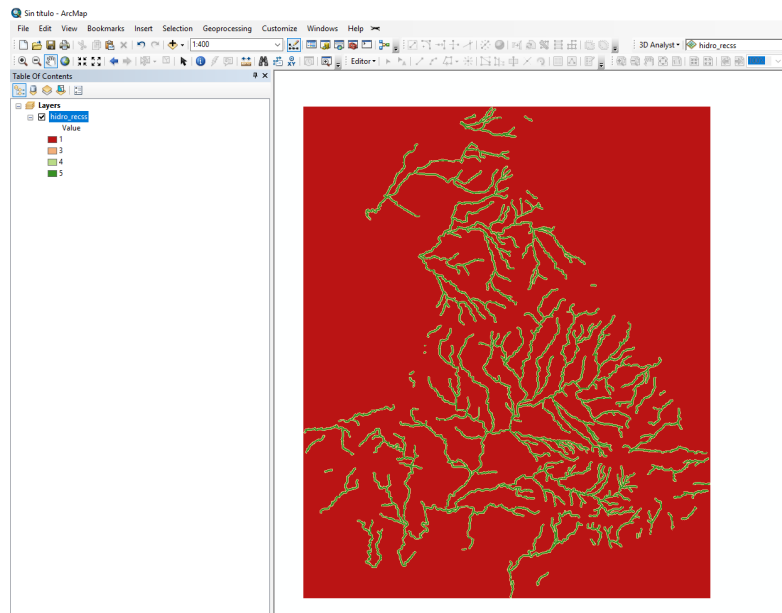 Sin título - ArcMap
File Edit View Bookmarks Insert Selection Geoprocessing Customize Windows Help
1:400
3D Analyst
hidro_recss
Editor
Table Of Contents
Layers
hidro_recss
Value
1
3
4
5